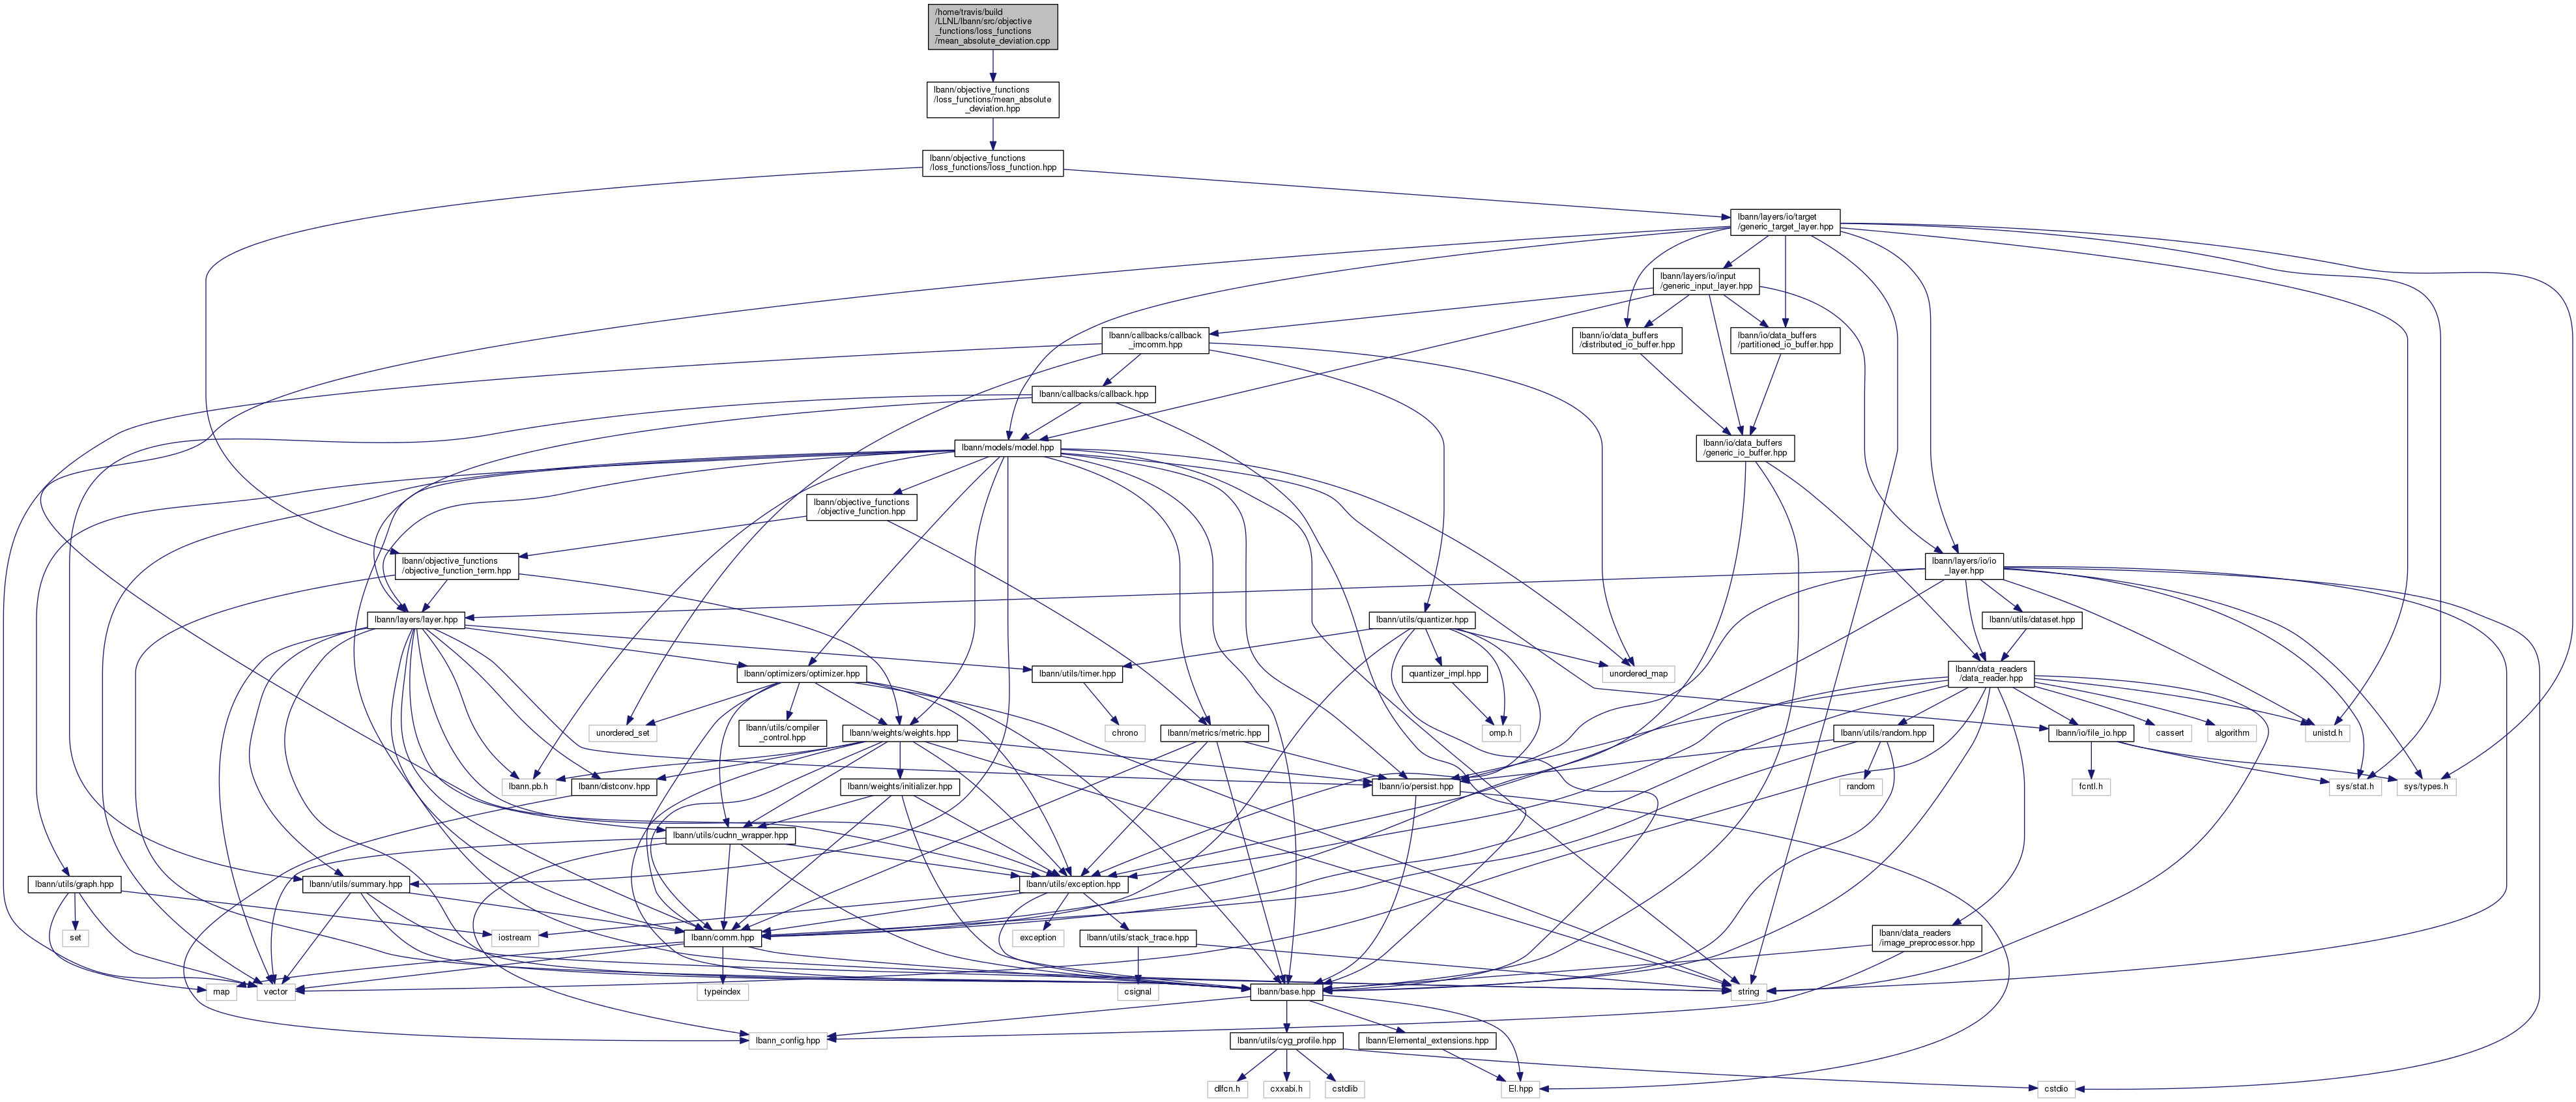 /home/travis/build
/LLNL/lbann/src/objective
_functions/loss_functions
/mean_absolute_deviation.cpp
lbann/objective_functions
/loss_functions/mean_absolute
_deviation.hpp
lbann/objective_functions
/loss_functions/loss_function.hpp
lbann/layers/io/target
/generic_target_layer.hpp
lbann/layers/io/input
/generic_input_layer.hpp
lbann/callbacks/callback
_imcomm.hpp
lbann/io/data_buffers
/distributed_io_buffer.hpp
lbann/io/data_buffers
/partitioned_io_buffer.hpp
lbann/callbacks/callback.hpp
lbann/models/model.hpp
lbann/io/data_buffers
/generic_io_buffer.hpp
lbann/objective_functions
/objective_function.hpp
lbann/objective_functions
/objective_function_term.hpp
lbann/layers/io/io
_layer.hpp
lbann/layers/layer.hpp
lbann/utils/quantizer.hpp
lbann/utils/dataset.hpp
lbann/optimizers/optimizer.hpp
lbann/utils/timer.hpp
quantizer_impl.hpp
unordered_map
lbann/data_readers
/data_reader.hpp
unordered_set
lbann/utils/compiler
_control.hpp
lbann/weights/weights.hpp
chrono
lbann/metrics/metric.hpp
omp.h
lbann/utils/random.hpp
lbann/io/file_io.hpp
cassert
algorithm
unistd.h
lbann.pb.h
lbann/distconv.hpp
lbann/weights/initializer.hpp
lbann/io/persist.hpp
random
fcntl.h
sys/stat.h
sys/types.h
lbann/utils/cudnn_wrapper.hpp
lbann/utils/graph.hpp
lbann/utils/summary.hpp
lbann/utils/exception.hpp
set
iostream
lbann/comm.hpp
exception
lbann/utils/stack_trace.hpp
lbann/data_readers
/image_preprocessor.hpp
map
vector
typeindex
csignal
lbann/base.hpp
string
lbann_config.hpp
lbann/utils/cyg_profile.hpp
lbann/Elemental_extensions.hpp
dlfcn.h
cxxabi.h
cstdlib
El.hpp
cstdio